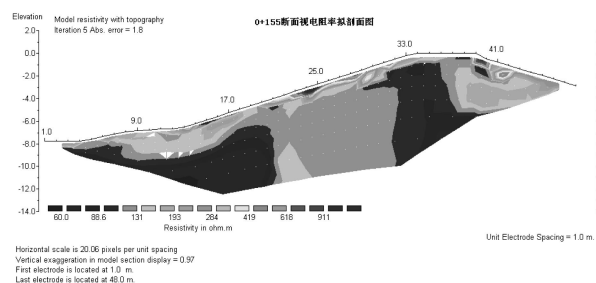 Elevation
Model resistivity with topography
Iteration 5 Abs. error = 1.8
0+155断面视电阻率拟剖面图
2.0
0.0
-2.0
-4.0
-6.0
-8.0
-10.0
-12.0
-14.0
1.0
9.0
17.0
25.0
33.0
41.0
60.0 88.6 131 193 284 419 618 911
Resistivity in ohm.m
Unit Electrode Spacing = 1.0 m.
Horizontal scale is 20.06 pixels per unit spacing
Vertical exaggeration in model section display = 0.97
First electrode is located at 1.0 m.
Last electrode is located at 48.0 m.